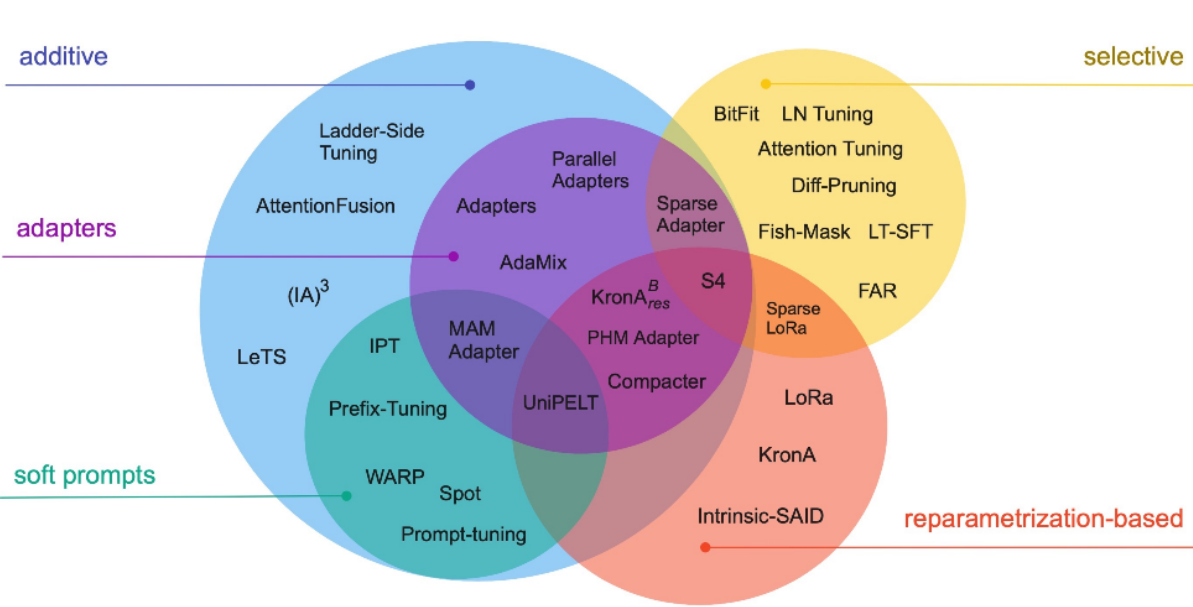 additive
selective
adapters
soft prompts
reparametrization-based
Ladder-Side
Tuning
AttentionFusion
(IA)³
LeTS
Parallel
Adapters
Adapters
AdaMix
MAM
Adapter
IPT
Prefix-Tuning
WARP
Spot
Prompt-tuning
UniPELT
KronA^B_res
PHM Adapter
Compacter
Sparse
Adapter
S4
BitFit LN Tuning
Attention Tuning
Diff-Pruning
Fish-Mask LT-SFT
FAR
Sparse
LoRa
LoRa
KronA
Intrinsic-SAID